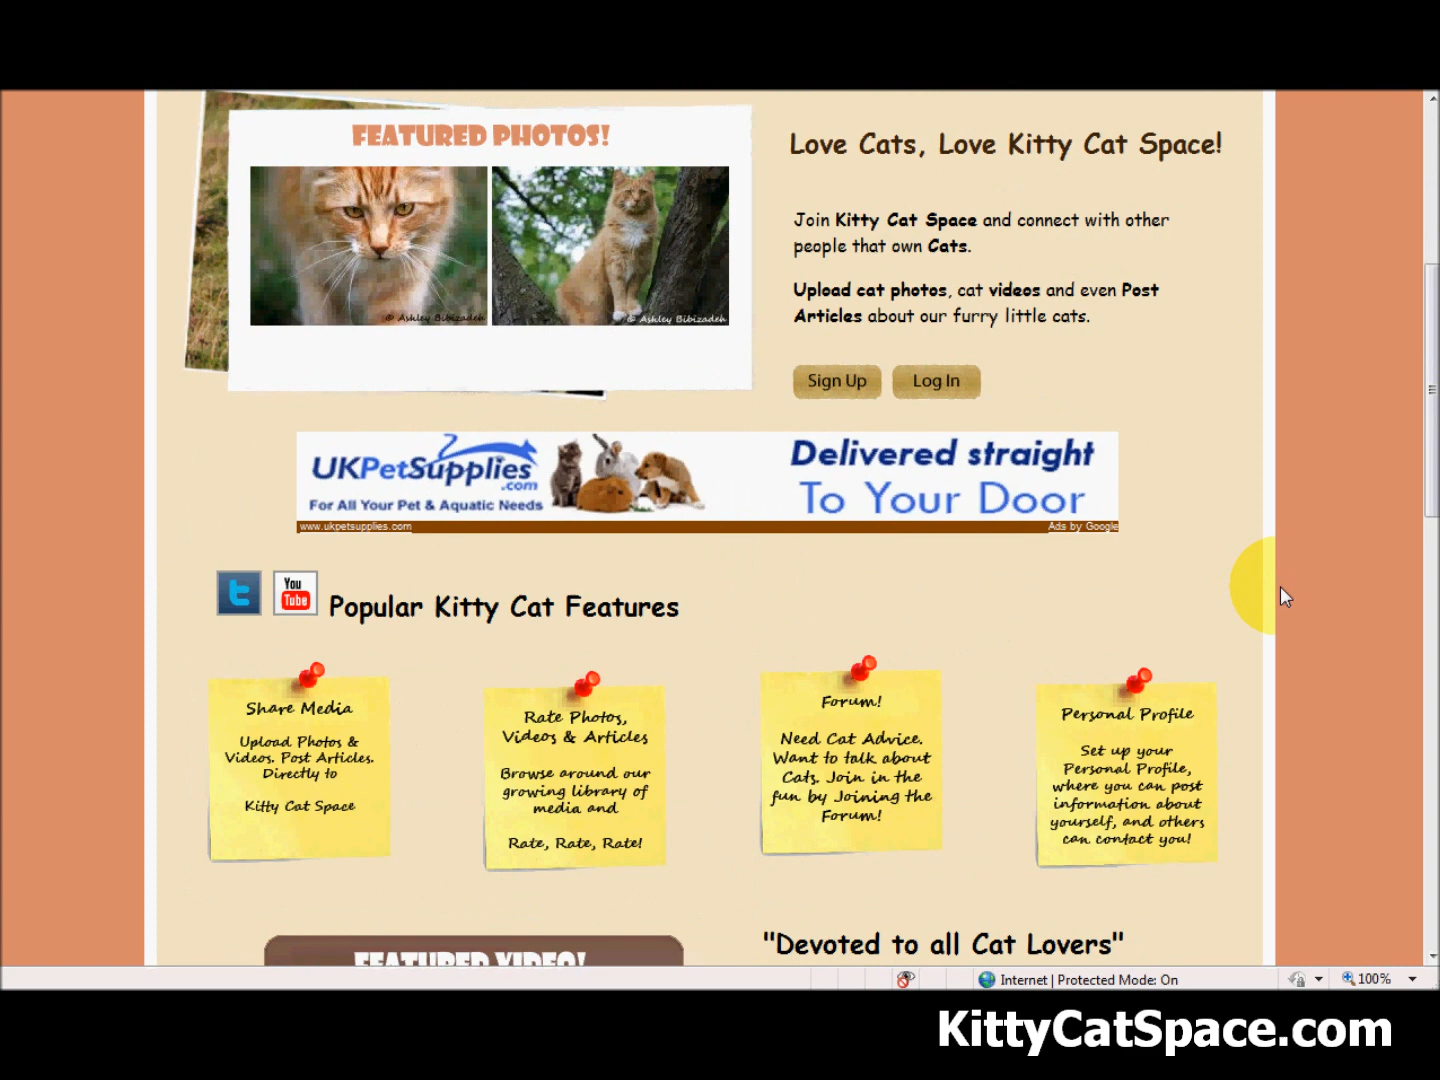 FEATURED PHOTOS!
© Ashley Bibizadeh
© Ashley Bibizadeh
Love Cats, Love Kitty Cat Space!
Join Kitty Cat Space and connect with other
people that own Cats.
Upload cat photos, cat videos and even Post
Articles about our furry little cats.
Sign Up
Log In
UKPetSupplies
.com
For All Your Pet & Aquatic Needs
Delivered straight
To Your Door
www.ukpetsupplies.com
Ads by Google
t
You
Tube
Popular Kitty Cat Features
Share Media
Upload Photos &
Videos. Post Articles.
Directly to
Kitty Cat Space
Rate Photos,
Videos & Articles
Browse around our
growing library of
media and
Rate, Rate, Rate!
Forum!
Need Cat Advice.
Want to talk about
Cats. Join in the
fun by Joining the
Forum!
Personal Profile
Set up your
Personal Profile,
where you can post
information about
yourself, and others
can contact you!
FEATURED VIDEO!
"Devoted to all Cat Lovers"
Internet | Protected Mode: On
100%
KittyCatSpace.com